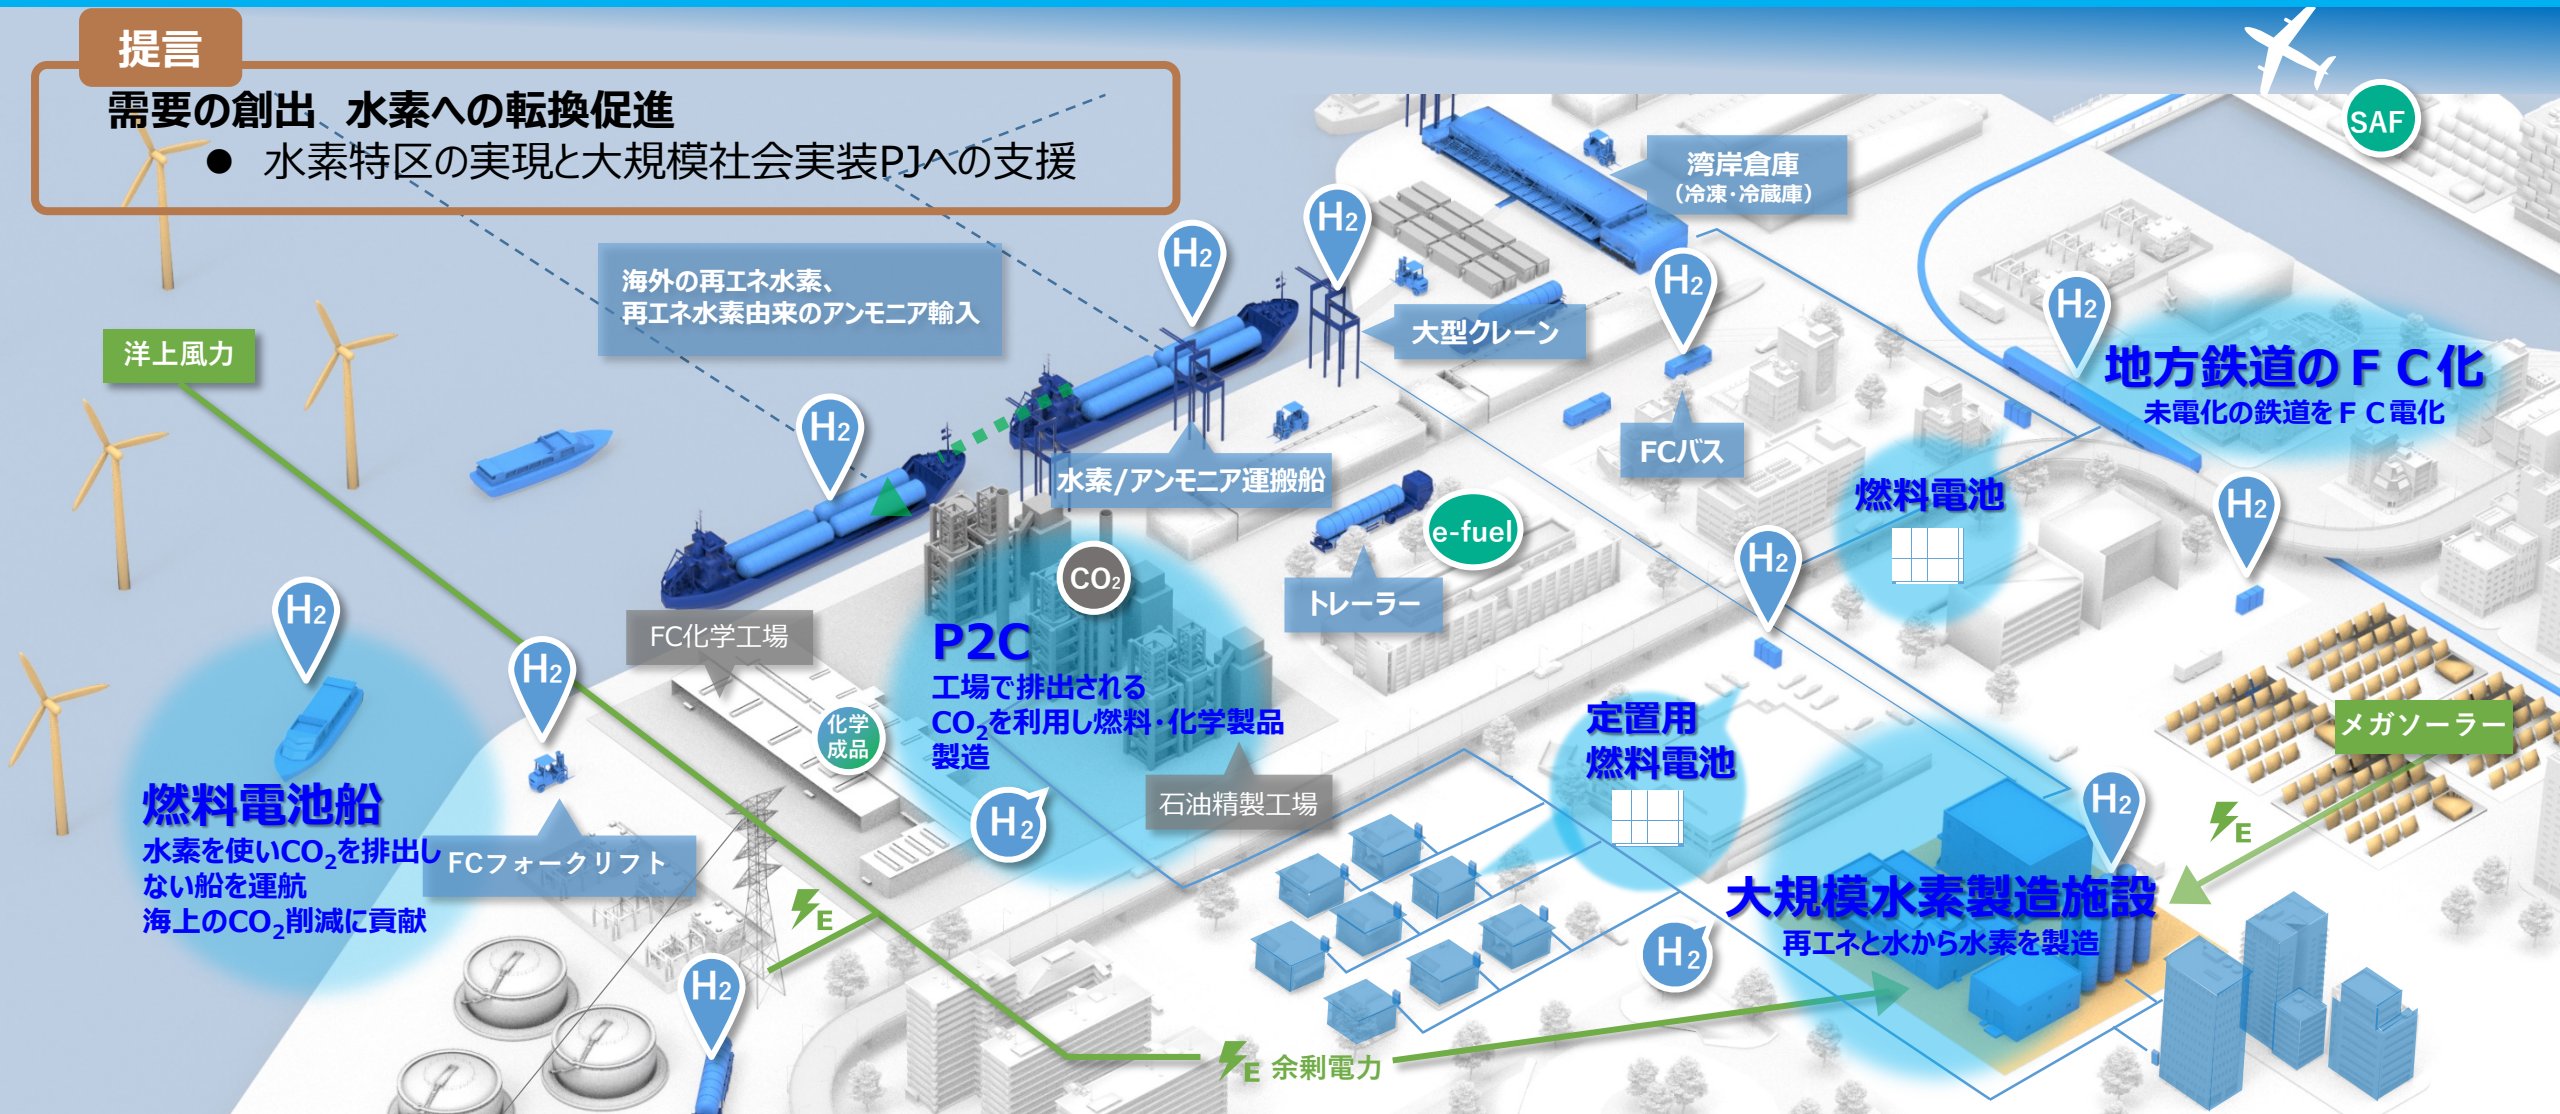 提言
需要の創出　水素への転換促進
● 水素特区の実現と大規模社会実装PJへの支援
SAF
湾岸倉庫
（冷凍・冷蔵庫）
H2
H2
海外の再エネ水素、
再エネ水素由来のアンモニア輸入
H2
H2
大型クレーン
洋上風力
地方鉄道のＦＣ化
未電化の鉄道をＦＣ電化
H2
FCバス
水素/アンモニア運搬船
燃料電池
H2
e-fuel
H2
CO₂
トレーラー
H2
FC化学工場
P2C
工場で排出される
CO₂を利用し燃料・化学製品
製造
H2
化学
成品
定置用
燃料電池
メガソーラー
石油精製工場
H2
H2
E
燃料電池船
水素を使いCO₂を排出し
ない船を運航
海上のCO₂削減に貢献
FCフォークリフト
E
大規模水素製造施設
再エネと水から水素を製造
H2
H2
E 余剰電力